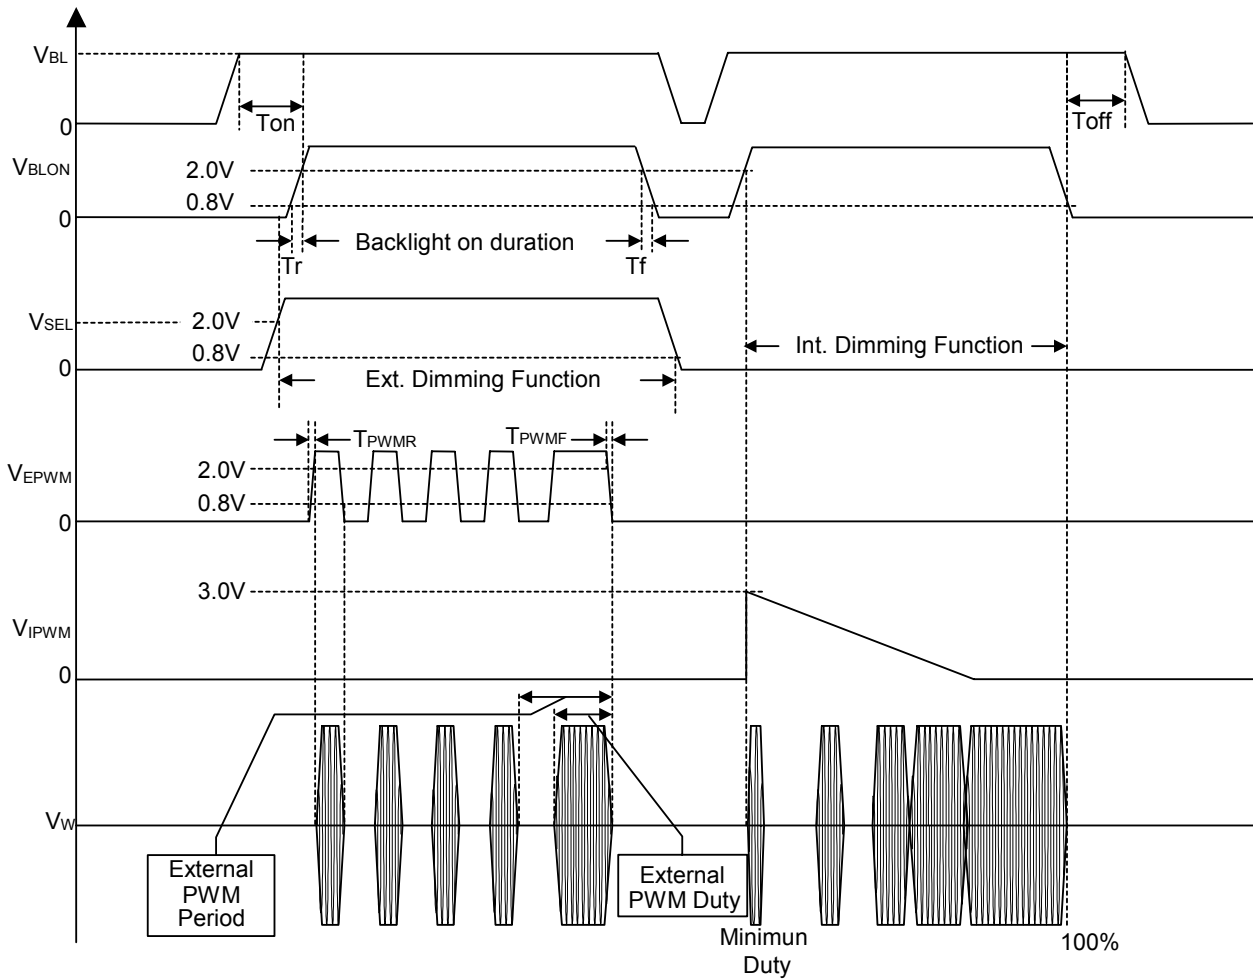 VBL
0
Ton
Toff
VBLON
2.0V
0.8V
0
Backlight on duration
Tr
Tf
VSEL
2.0V
0.8V
0
Int. Dimming Function
Ext. Dimming Function
TPWMR
TPWMF
VEPWM
2.0V
0.8V
0
3.0V
VIPWM
0
VW
External
PWM
Period
External
PWM Duty
Minimun
Duty
100%